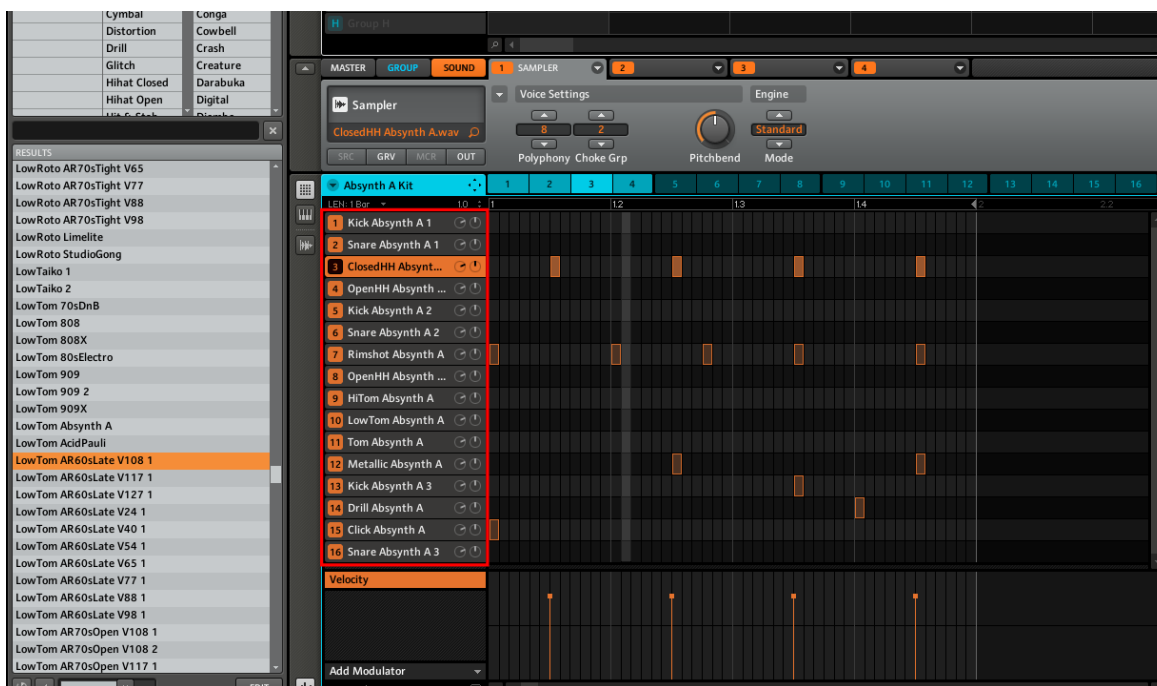 Cymbal
Distortion
Drill
Glitch
Hihat Closed
Hihat Open
Conga
Cowbell
Crash
Creature
Darabuka
Digital
RESULTS
LowRoto AR70sTight V65
LowRoto AR70sTight V77
LowRoto AR70sTight V88
LowRoto AR70sTight V98
LowRoto Limelite
LowRoto StudioGong
LowTaiko 1
LowTaiko 2
LowTom 70sDnB
LowTom 808
LowTom 808X
LowTom 80sElectro
LowTom 909
LowTom 909 2
LowTom 909X
LowTom Absynth A
LowTom AcidPauli
LowTom AR60sLate V108 1
LowTom AR60sLate V117 1
LowTom AR60sLate V127 1
LowTom AR60sLate V24 1
LowTom AR60sLate V40 1
LowTom AR60sLate V54 1
LowTom AR60sLate V65 1
LowTom AR60sLate V77 1
LowTom AR60sLate V88 1
LowTom AR60sLate V98 1
LowTom AR70sOpen V108 1
LowTom AR70sOpen V108 2
LowTom AR70sOpen V117 1
H Group H
MASTER GROUP SOUND 1 SAMPLER 2 3 4
Sampler
ClosedHH Absynth A.wav
SRC GRV MCR OUT
Voice Settings Engine
8 2 Standard
Polyphony Choke Grp Pitchbend Mode
Absynth A Kit 1 2 3 4 5 6 7 8 9 10 11 12 13 14 15 16
LEN: 1 Bar 1.0 1 1.2 1.3 1.4 2 2.2
1 Kick Absynth A 1
2 Snare Absynth A 1
3 ClosedHH Absynt...
4 OpenHH Absynth ...
5 Kick Absynth A 2
6 Snare Absynth A 2
7 Rimshot Absynth A
8 OpenHH Absynth ...
9 HiTom Absynth A
10 LowTom Absynth A
11 Tom Absynth A
12 Metallic Absynth A
13 Kick Absynth A 3
14 Drill Absynth A
15 Click Absynth A
16 Snare Absynth A 3
Velocity
Add Modulator